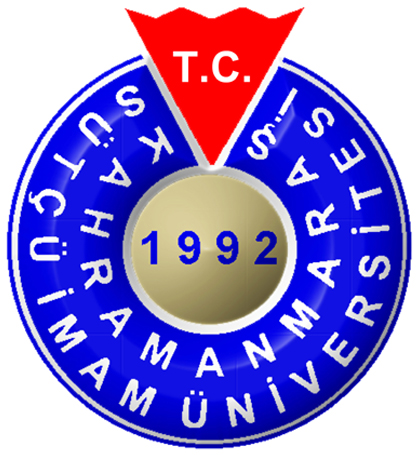 T.C.
KAHRAMANMARAŞ
SÜTÇÜ İMAM ÜNİVERSİTESİ
1992